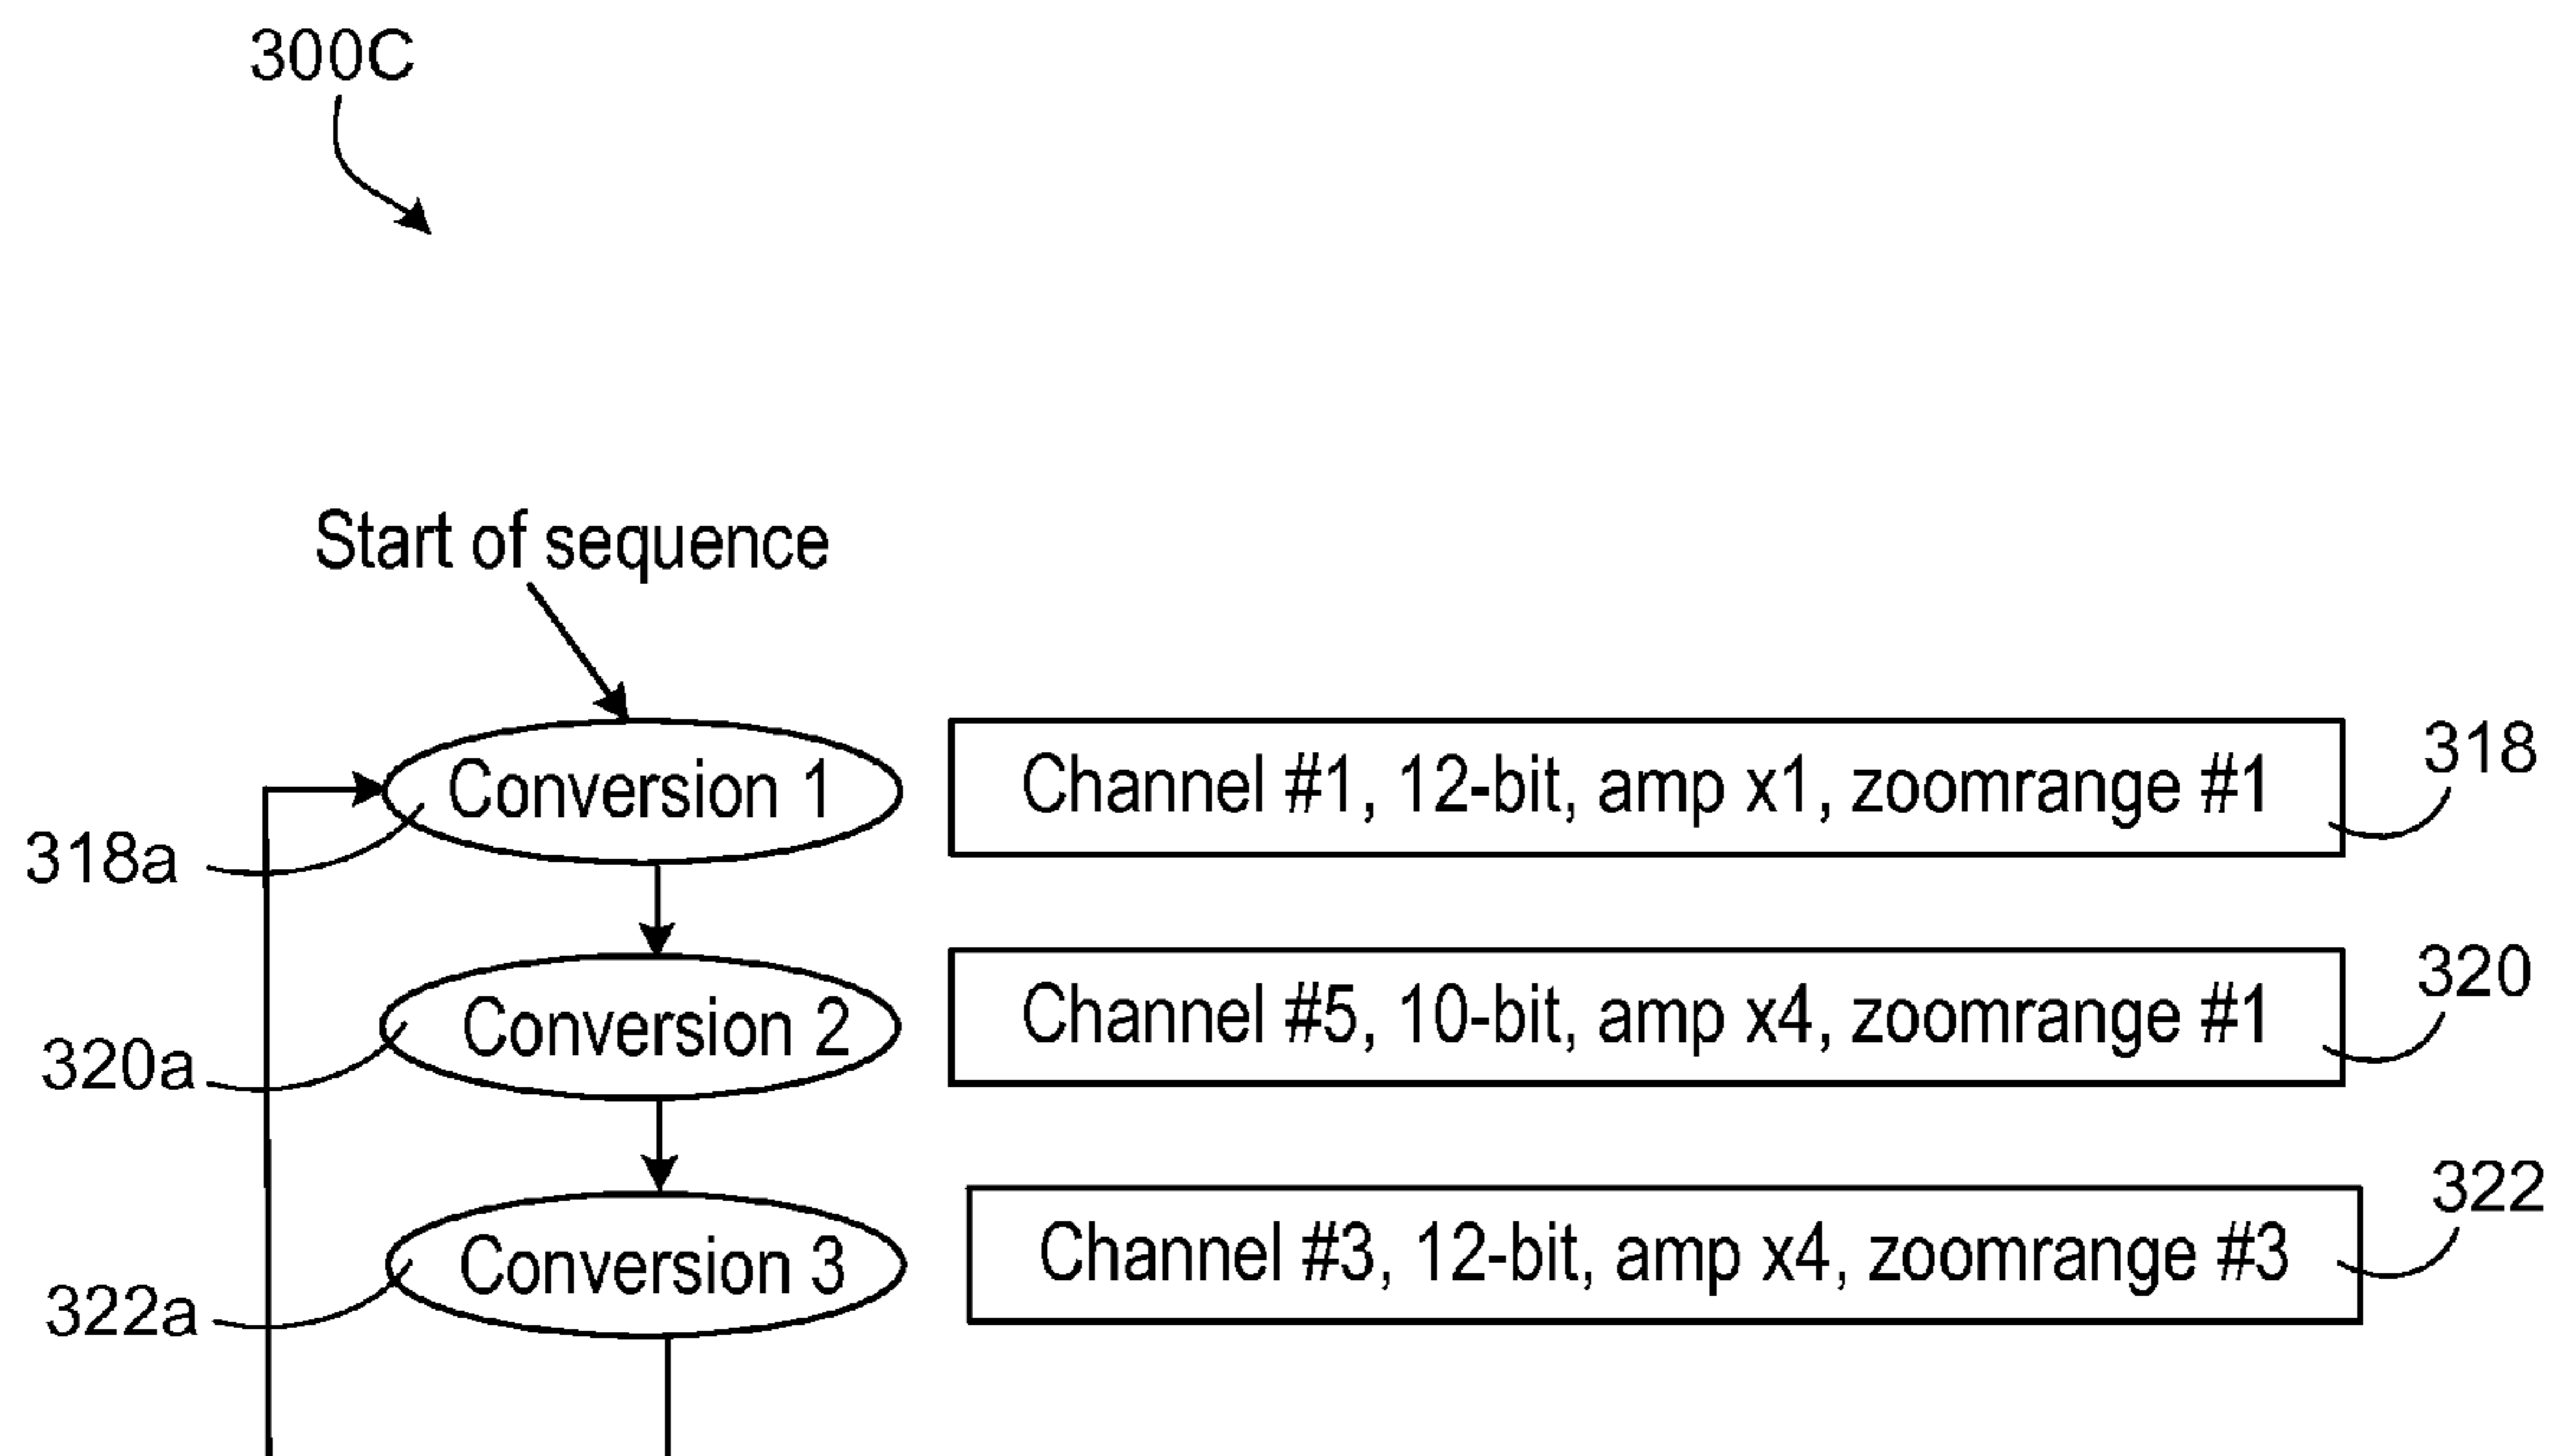 300C
Start of sequence
Conversion 1
Channel #1, 12-bit, amp x1, zoomrange #1
318
318a
Conversion 2
Channel #5, 10-bit, amp x4, zoomrange #1
320
320a
Conversion 3
Channel #3, 12-bit, amp x4, zoomrange #3
322
322a